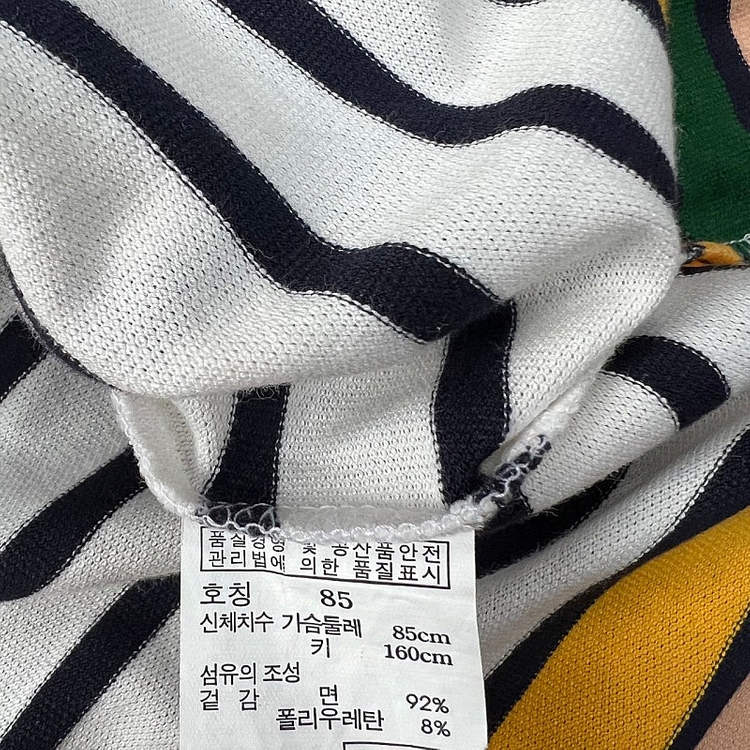 품질경영 및 공산품안전
관리법에 의한 품질표시
호칭 85
신체치수 가슴둘레 85cm
키 160cm
섬유의 조성
겉감 면 92%
폴리우레탄 8%